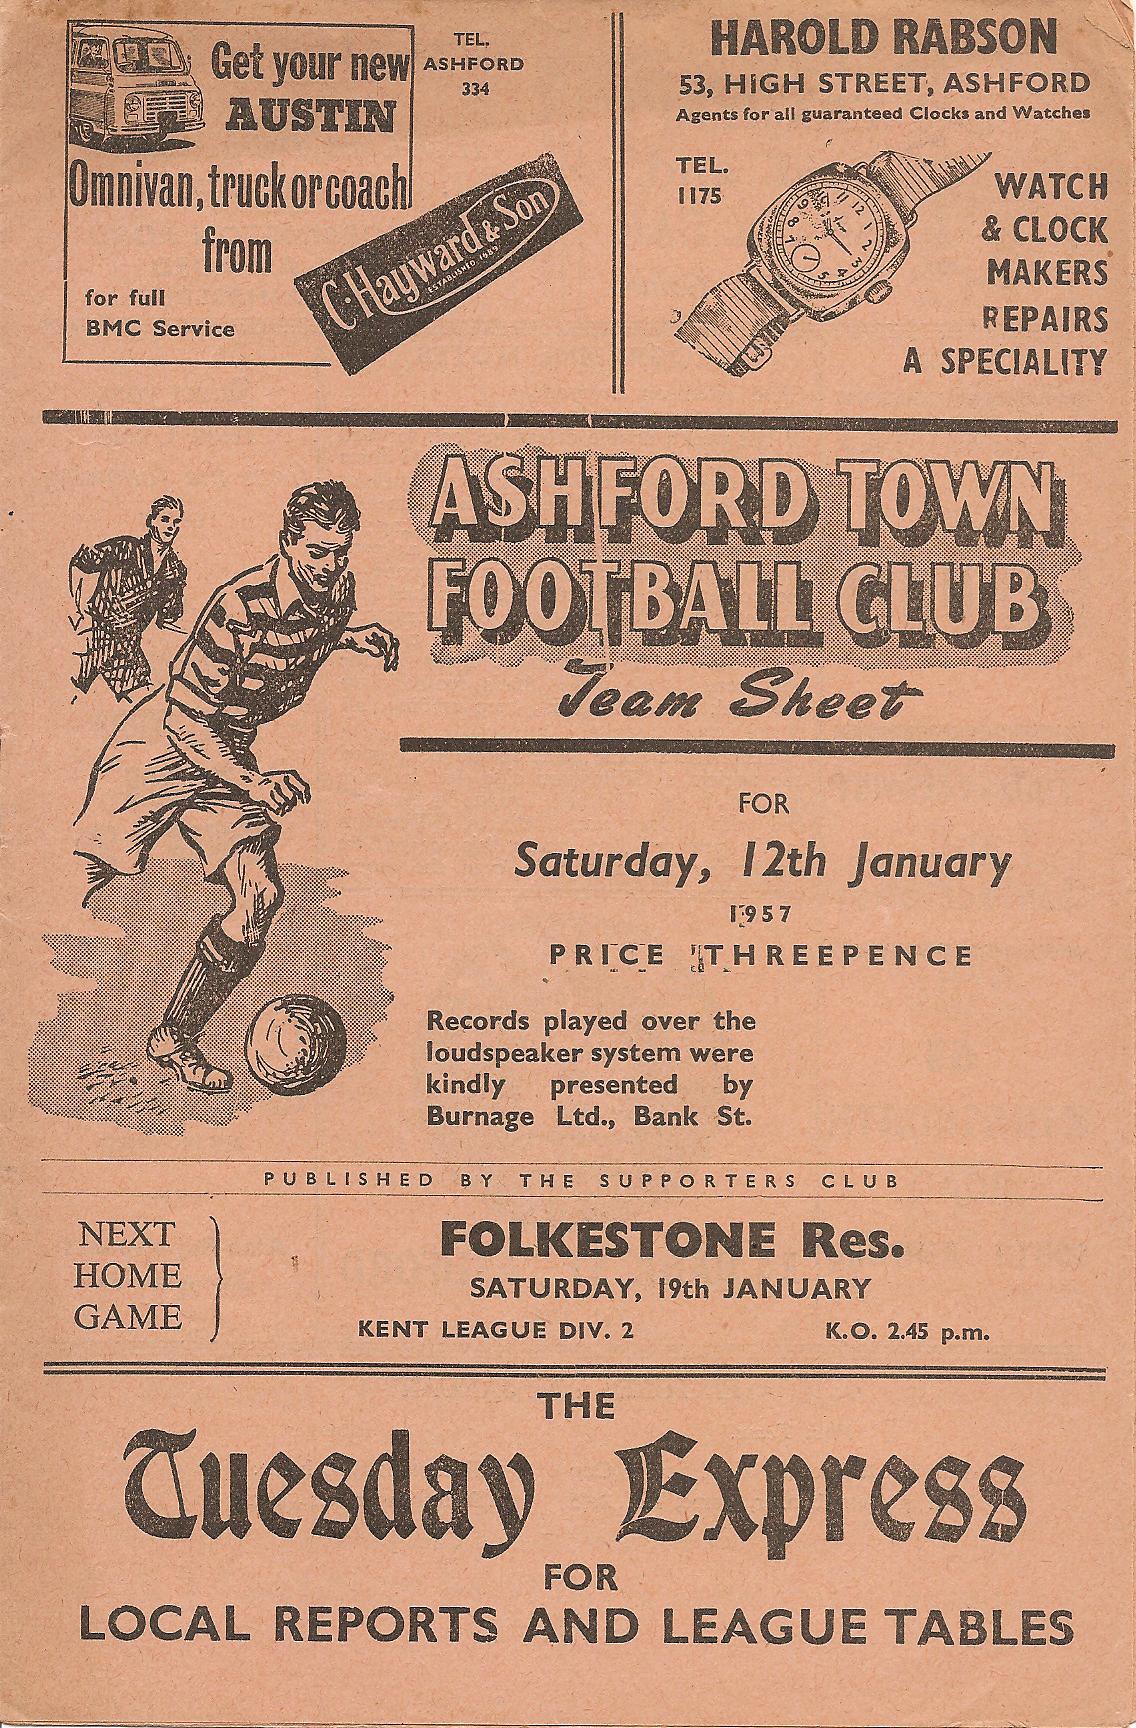 Get your new
AUSTIN
Omnivan, truck or coach
from
for full
BMC Service
TEL.
ASHFORD
334
C. Hayward & Son
ESTABLISHED 1889
HAROLD RABSON
53, HIGH STREET, ASHFORD
Agents for all guaranteed Clocks and Watches
TEL.
1175
WATCH
& CLOCK
MAKERS
REPAIRS
A SPECIALITY
ASHFORD TOWN
FOOTBALL CLUB
Team Sheet
FOR
Saturday, 12th January
1957
PRICE THREEPENCE
Records played over the
loudspeaker system were
kindly presented by
Burnage Ltd., Bank St.
PUBLISHED BY THE SUPPORTERS CLUB
NEXT
HOME
GAME
FOLKESTONE Res.
SATURDAY, 19th JANUARY
KENT LEAGUE DIV. 2 K.O. 2.45 p.m.
THE
Tuesday Express
FOR
LOCAL REPORTS AND LEAGUE TABLES